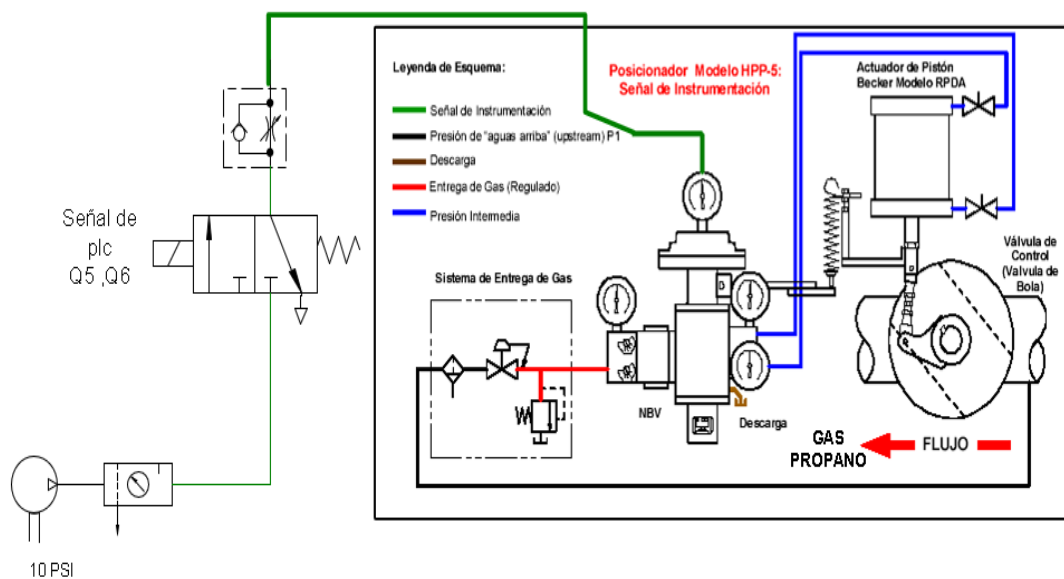 Leyenda de Esquema:
Señal de Instrumentación
Presión de "aguas arriba" (upstream) P1
Descarga
Entrega de Gas (Regulado)
Presión Intermedia
Posicionador Modelo HPP-5:
Señal de Instrumentación
Actuador de Pistón
Becker Modelo RPDA
Señal de
plc
Q5 ,Q6
Sistema de Entrega de Gas
Válvula de
Control
(Valvula de
Bola)
NBV
Descarga
GAS
PROPANO
FLUJO
10 PSI